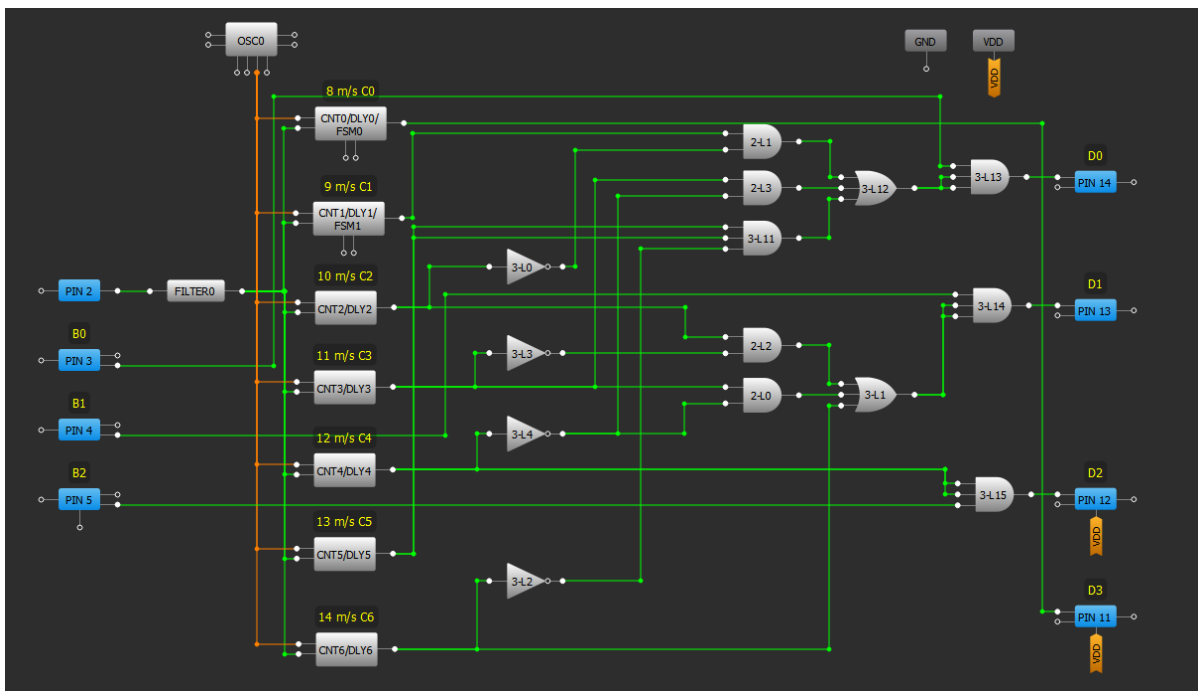 OSC0
GND
VDD
VDD
8 m/s C0
CNT0/DLY0/
FSM0
2-L1
D0
3-L12
3-L13
PIN 14
9 m/s C1
2-L3
CNT1/DLY1/
FSM1
3-L11
10 m/s C2
3-L0
PIN 2
FILTER0
CNT2/DLY2
D1
3-L14
PIN 13
B0
PIN 3
11 m/s C3
3-L3
2-L2
CNT3/DLY3
2-L0
3-L1
B1
PIN 4
12 m/s C4
3-L4
CNT4/DLY4
B2
PIN 5
D2
3-L15
PIN 12
VDD
13 m/s C5
CNT5/DLY5
3-L2
14 m/s C6
CNT6/DLY6
D3
PIN 11
VDD